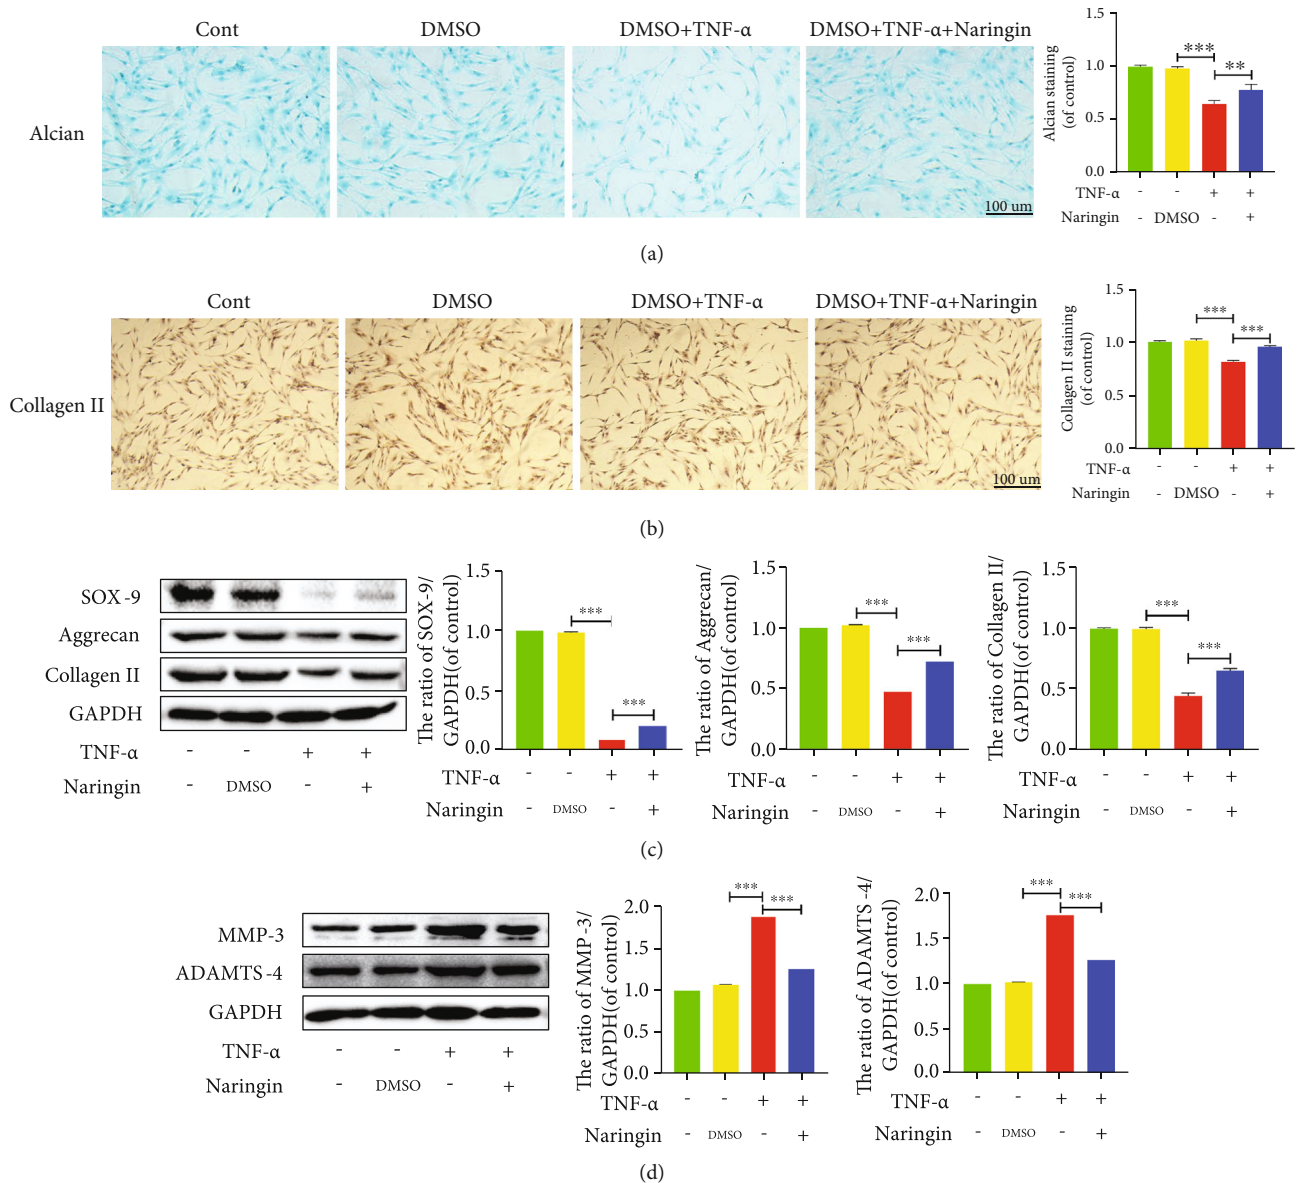 Cont DMSO DMSO+TNF-α DMSO+TNF-α+Naringin
Alcian
100 um
Alcian staining
(of control)
1.5
1.0
0.5
0.0
*** **
TNF-α - - + +
Naringin - DMSO - +
(a)
Cont DMSO DMSO+TNF-α DMSO+TNF-α+Naringin
Collagen II
100 um
Collagen II staining
(of control)
1.5
1.0
0.5
0.0
*** ***
TNF-α - - + +
Naringin - DMSO - +
(b)
SOX-9
Aggrecan
Collagen II
GAPDH
TNF-α - - + +
Naringin - DMSO - +
The ratio of SOX-9/
GAPDH(of control)
1.5
1.0
0.5
0.0
*** ***
TNF-α - - + +
Naringin - DMSO - +
The ratio of Aggrecan/
GAPDH(of control)
1.5
1.0
0.5
0.0
*** ***
TNF-α - - + +
Naringin - DMSO - +
The ratio of Collagen II/
GAPDH(of control)
1.5
1.0
0.5
0.0
*** ***
TNF-α - - + +
Naringin - DMSO - +
(c)
MMP-3
ADAMTS-4
GAPDH
TNF-α - - + +
Naringin - DMSO - +
The ratio of MMP-3/
GAPDH(of control)
2.0
1.5
1.0
0.5
0.0
*** ***
TNF-α - - + +
Naringin - DMSO - +
The ratio of ADAMTS-4/
GAPDH(of control)
2.0
1.5
1.0
0.5
0.0
*** ***
TNF-α - - + +
Naringin - DMSO - +
(d)